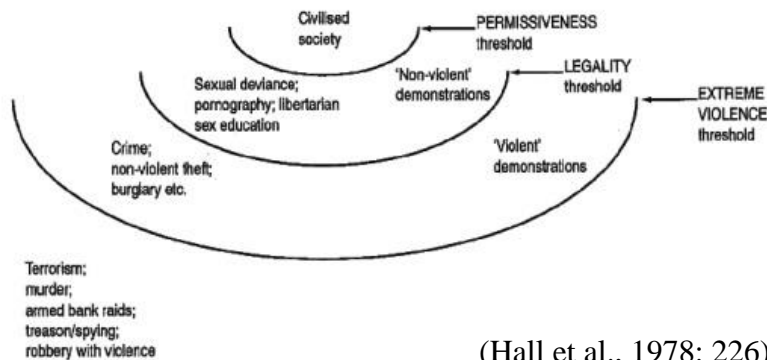 Civilised
society
PERMISSIVENESS
threshold
Sexual deviance;
pornography; libertarian
sex education
'Non-violent'
demonstrations
LEGALITY
threshold
EXTREME
VIOLENCE
threshold
Crime;
non-violent theft;
burglary etc.
'Violent'
demonstrations
Terrorism;
murder;
armed bank raids;
treason/spying;
robbery with violence
(Hall et al., 1978: 226)